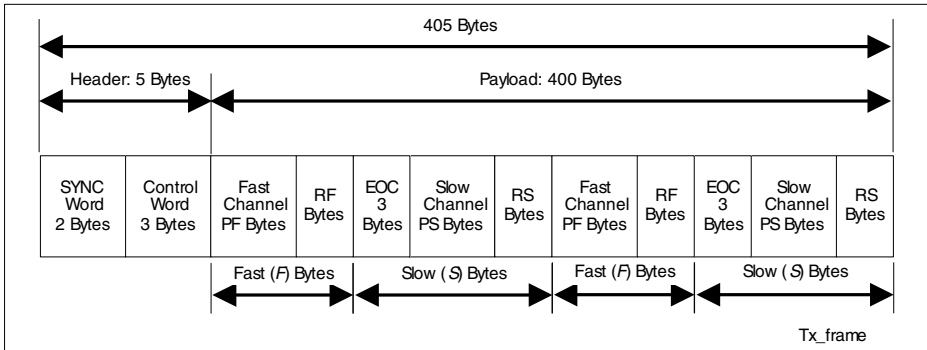 405 Bytes
Header: 5 Bytes
Payload: 400 Bytes
SYNC
Word
2 Bytes
Control
Word
3 Bytes
Fast
Channel
PF Bytes
RF
Bytes
EOC
3
Bytes
Slow
Channel
PS Bytes
RS
Bytes
Fast
Channel
PF Bytes
RF
Bytes
EOC
3
Bytes
Slow
Channel
PS Bytes
RS
Bytes
Fast (F) Bytes
Slow (S) Bytes
Fast (F) Bytes
Slow (S) Bytes
Tx_frame